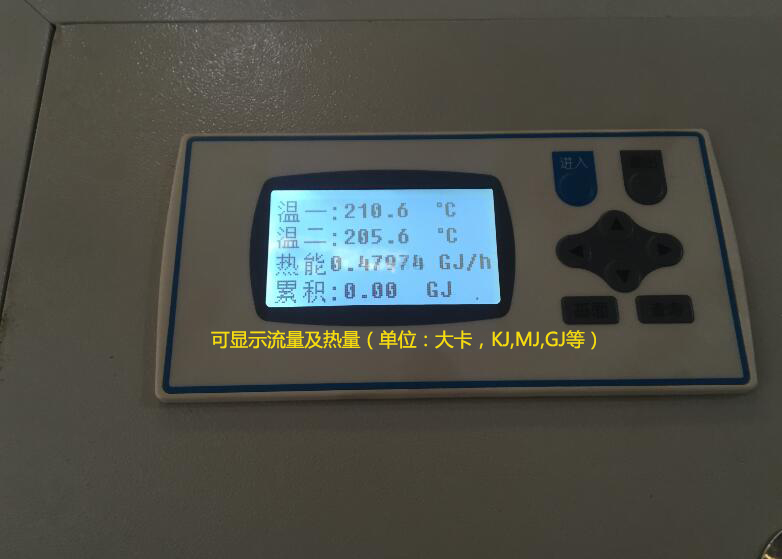 进入
温一:210.6 ℃
温二:205.6 ℃
热能0.47974 GJ/h
累积:0.00 GJ
可显示流量及热量（单位：大卡，KJ,MJ,GJ等）